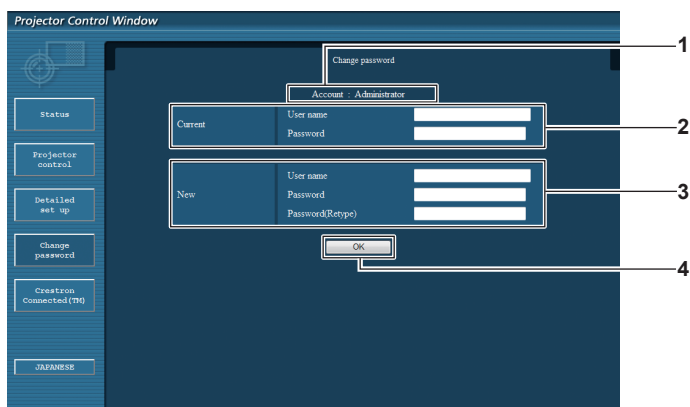 Projector Control Window
1
Change password
Account : Administrator
Status
Current
User name
Password
2
Projector
control
New
User name
Password
Password(Retype)
3
Detailed
set up
Change
password
OK
4
Crestron
Connected(TM)
JAPANESE